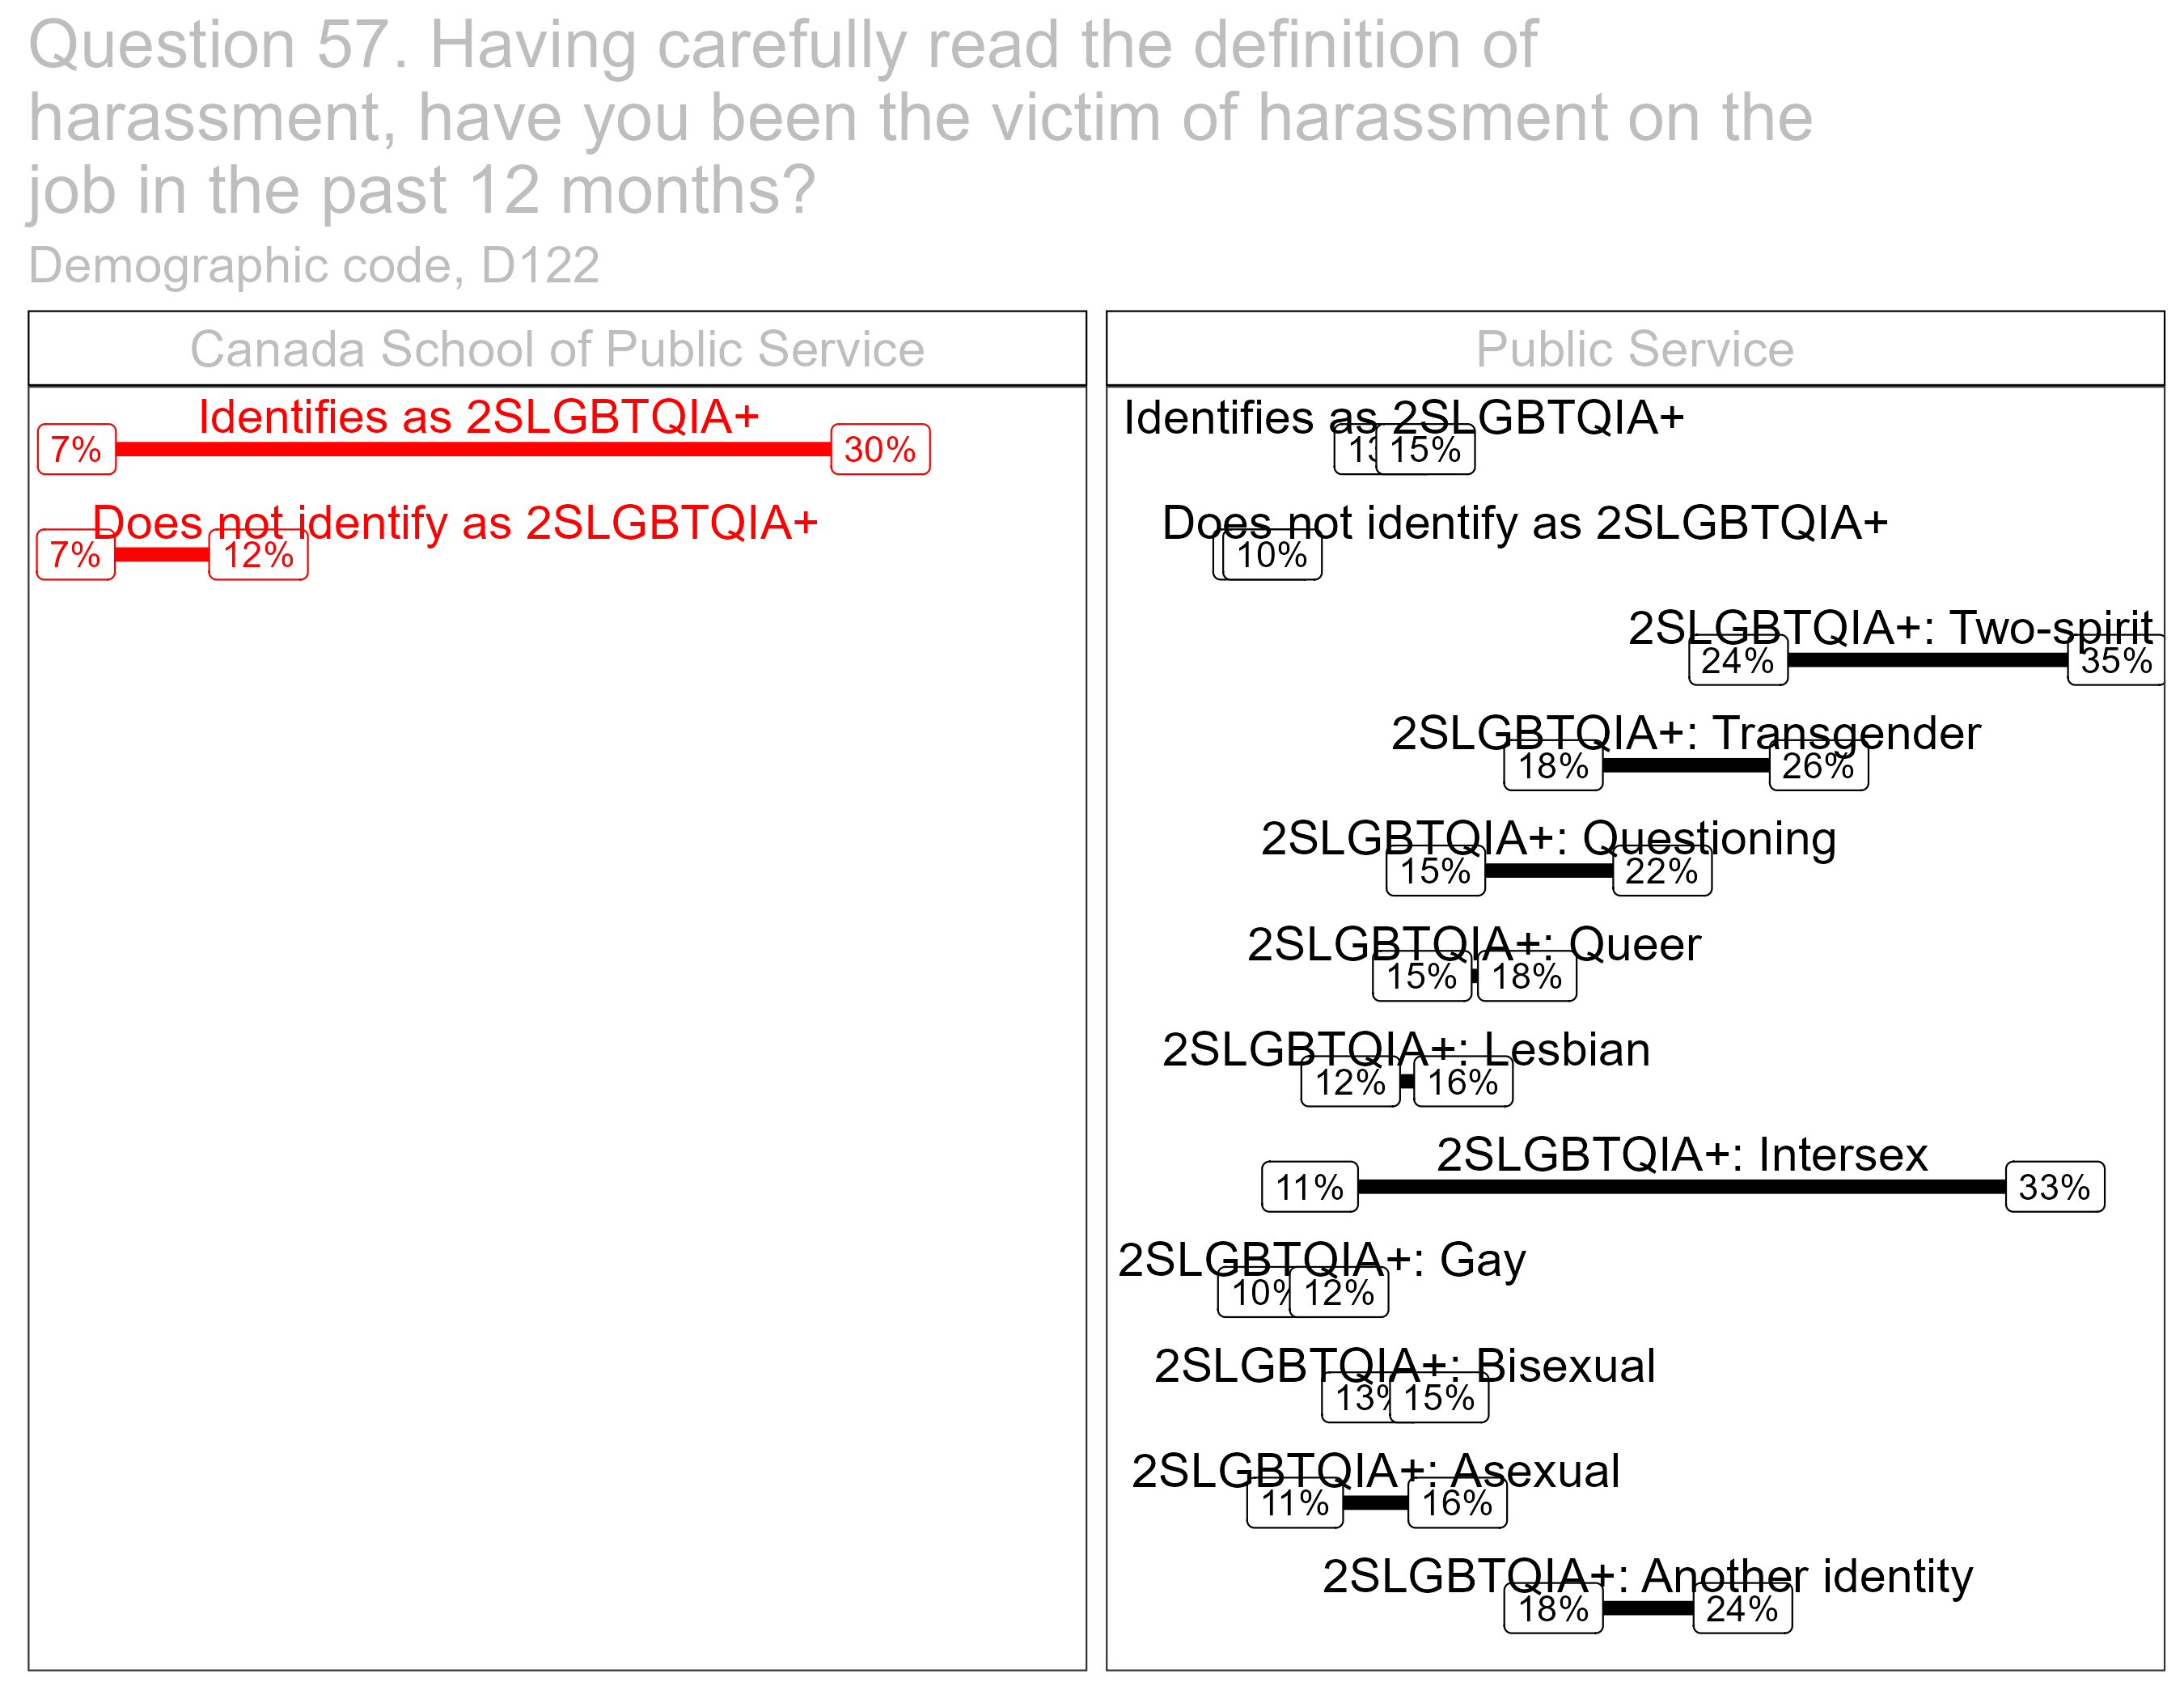 Question 57. Having carefully read the definition of
harassment, have you been the victim of harassment on the
job in the past 12 months?
Demographic code, D122
Canada School of Public Service
Identifies as 2SLGBTQIA+
7% 30%
Does not identify as 2SLGBTQIA+
7% 12%
Public Service
Identifies as 2SLGBTQIA+
15%
Does not identify as 2SLGBTQIA+
10%
2SLGBTQIA+: Two-spirit
24% 35%
2SLGBTQIA+: Transgender
18% 26%
2SLGBTQIA+: Questioning
15% 22%
2SLGBTQIA+: Queer
15% 18%
2SLGBTQIA+: Lesbian
12% 16%
2SLGBTQIA+: Intersex
11% 33%
2SLGBTQIA+: Gay
10% 12%
2SLGBTQIA+: Bisexual
13% 15%
2SLGBTQIA+: Asexual
11% 16%
2SLGBTQIA+: Another identity
18% 24%